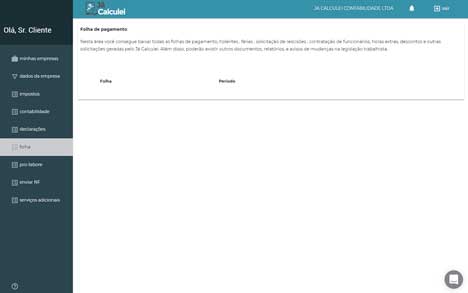 Já
Calculei
JA CALCULEI CONTABILIDADE LTDA
sair
Olá, Sr. Cliente
minhas empresas
dados da empresa
impostos
contabilidade
declarações
folha
pro-labore
enviar NF
serviços adicionais
Folha de pagamento
Nesta área você consegue baixar todas as folhas de pagamento, holerites , férias ; solicitação de rescisões ; contratação de funcionários, horas extras, descontos e outras
solicitações geradas pelo Já Calculei. Além disso, poderão existir outros documentos, relatórios, e avisos de mudanças na legislação trabalhista.
Folha
Período